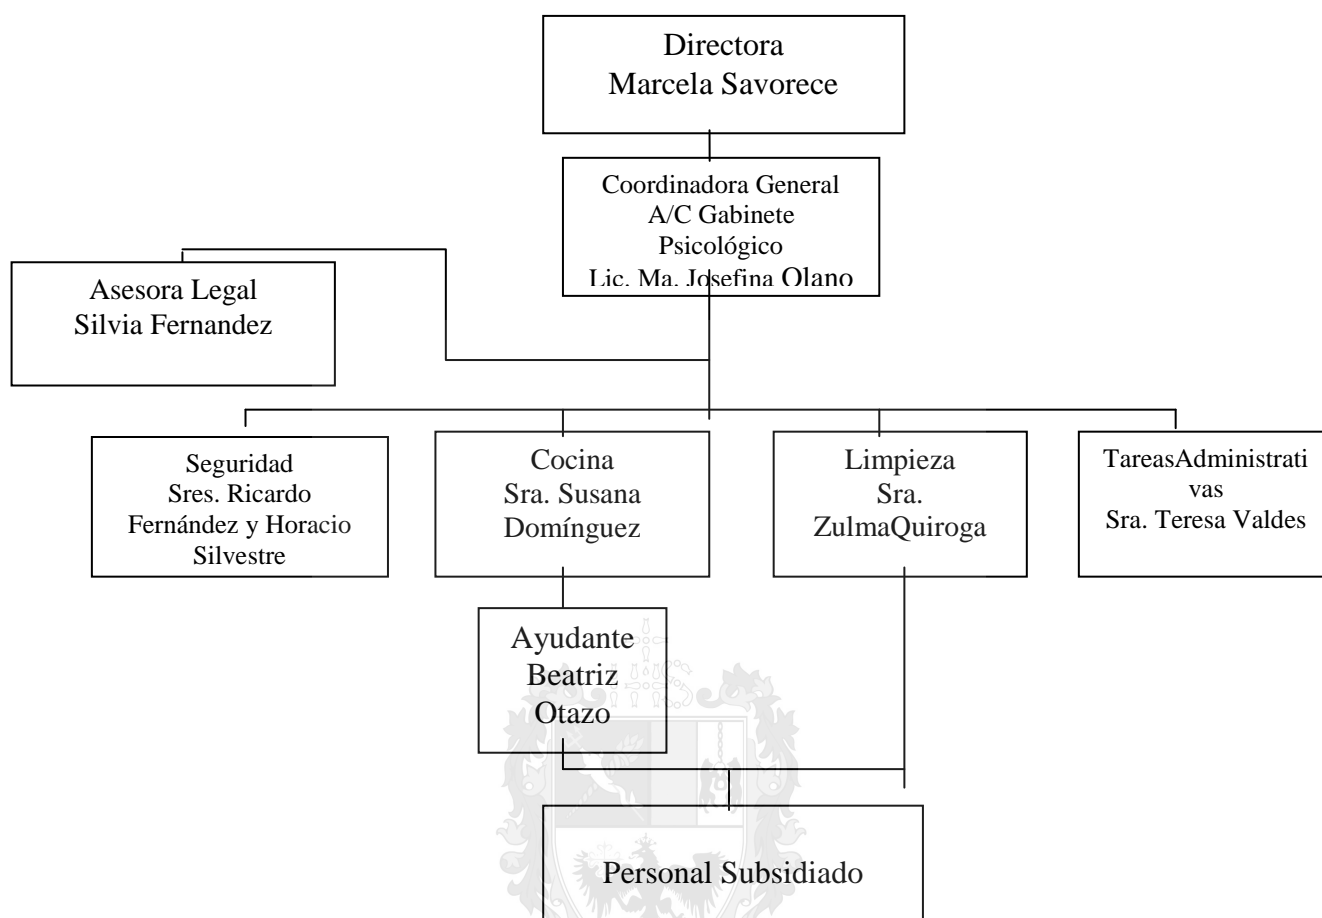 Directora
Marcela Savorece
Coordinadora General
A/C Gabinete
Psicológico
Lic. Ma. Josefina Olano
Asesora Legal
Silvia Fernandez
Seguridad
Sres. Ricardo
Fernández y Horacio
Silvestre
Cocina
Sra. Susana
Domínguez
Limpieza
Sra.
ZulmaQuiroga
TareasAdministrati
vas
Sra. Teresa Valdes
Ayudante
Beatriz
Otazo
Personal Subsidiado